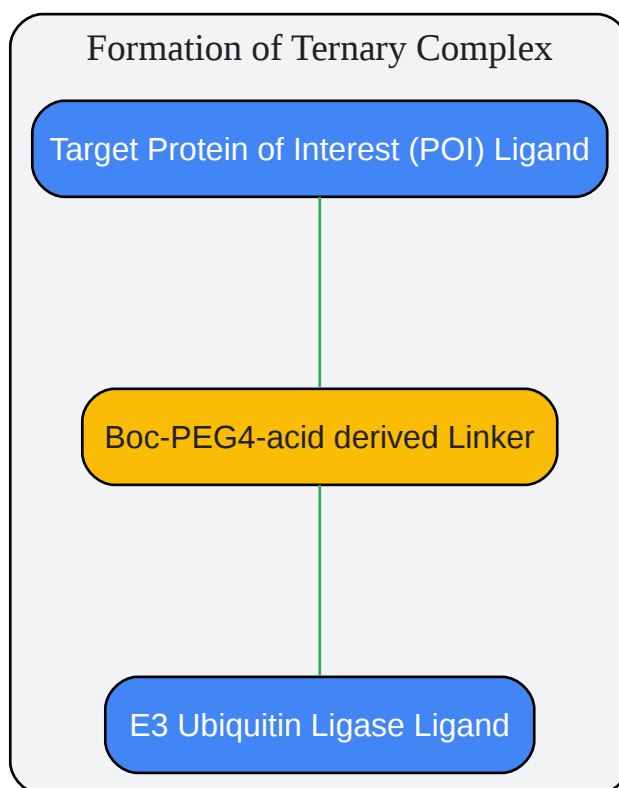 Formation of Ternary Complex
Target Protein of Interest (POI) Ligand
Boc-PEG4-acid derived Linker
E3 Ubiquitin Ligase Ligand